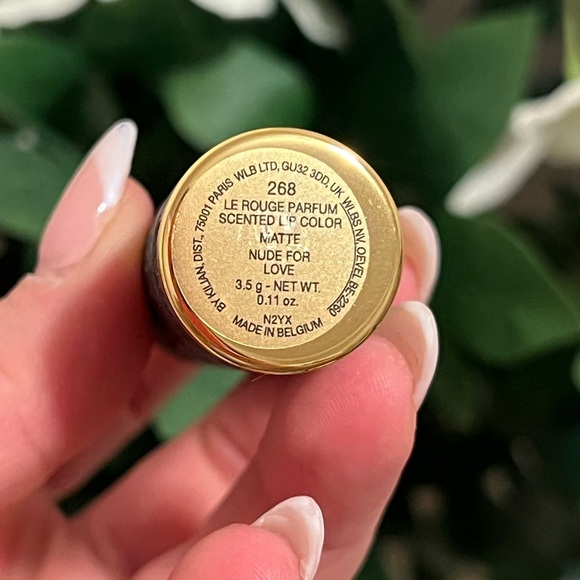 BY KILIAN, DIST., 75001 PARIS WLB LTD, GU32 3DD, UK WLBS NV, OEVEL BE-2260
268
LE ROUGE PARFUM
SCENTED LIP COLOR
MATTE
NUDE FOR
LOVE
3.5 g - NET WT.
0.11 oz.
N2YX
MADE IN BELGIUM